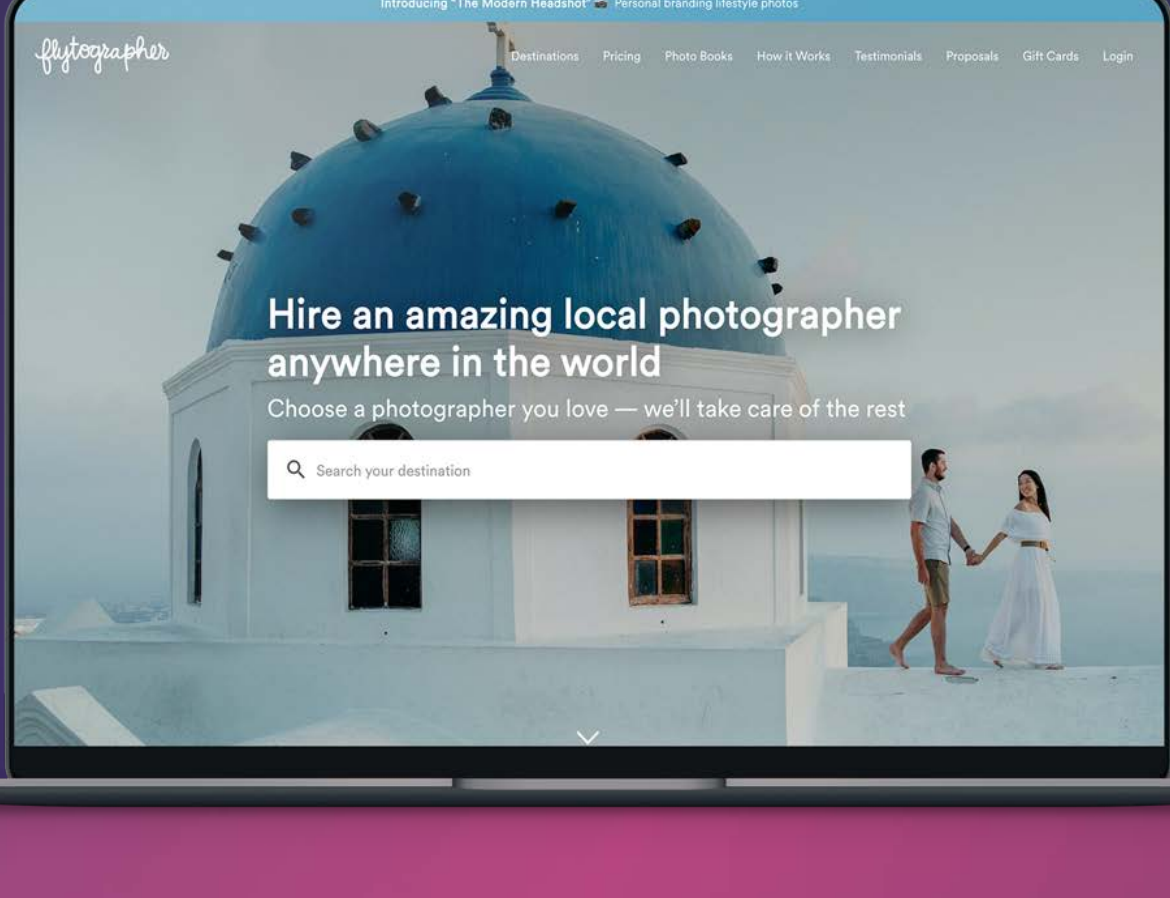 Introducing "The Modern Headshot" 📷 Personal branding lifestyle photos
flytographer
Destinations Pricing Photo Books How it Works Testimonials Proposals Gift Cards Login
Hire an amazing local photographer
anywhere in the world
Choose a photographer you love — we'll take care of the rest
Search your destination